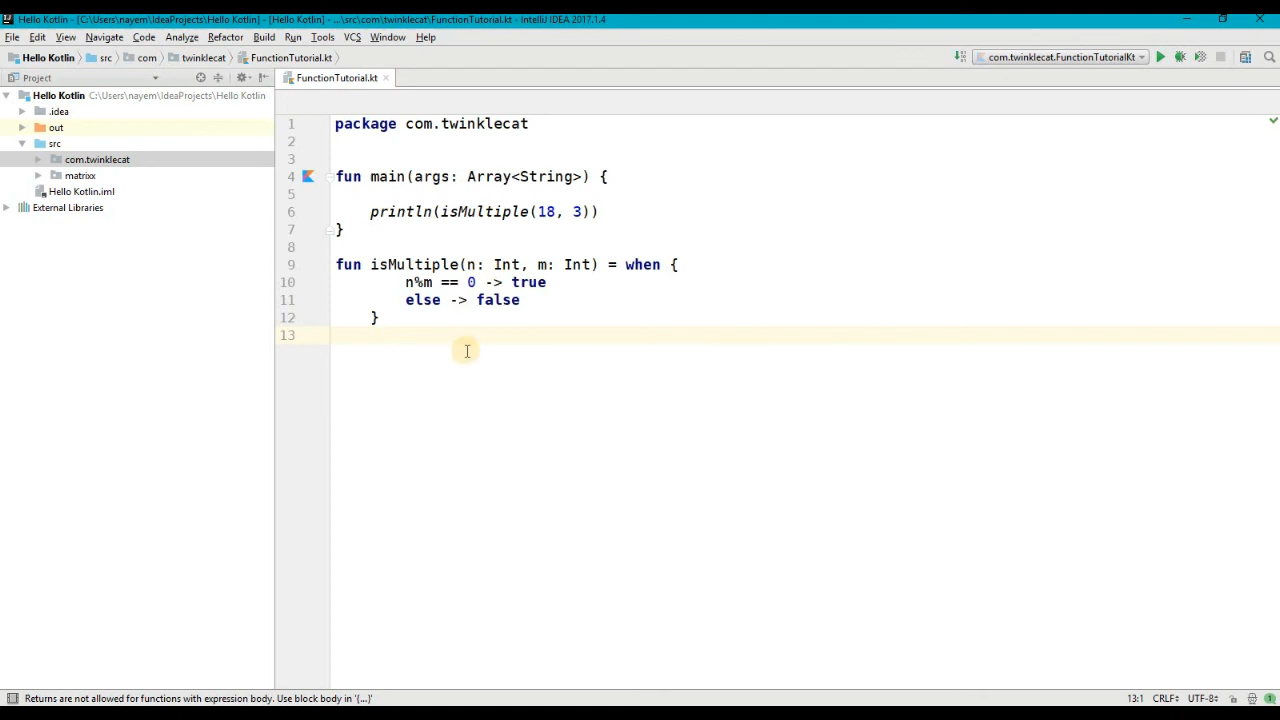 Hello Kotlin - [C:\Users\nayem\IdeaProjects\Hello Kotlin] - [Hello Kotlin] - ...\src\com\twinklecat\FunctionTutorial.kt - IntelliJ IDEA 2017.1.4
File Edit View Navigate Code Analyze Refactor Build Run Tools VCS Window Help
Hello Kotlin src com twinklecat FunctionTutorial.kt com.twinklecat.FunctionTutorialKt
Project FunctionTutorial.kt
Hello Kotlin C:\Users\nayem\IdeaProjects\Hello Kotlin
.idea
out
src
com.twinklecat
matrixx
Hello Kotlin.iml
External Libraries
1 package com.twinklecat
2
3
4 fun main(args: Array<String>) {
5
6 println(isMultiple(18, 3))
7 }
8
9 fun isMultiple(n: Int, m: Int) = when {
10 n%m == 0 -> true
11 else -> false
12 }
13
Returns are not allowed for functions with expression body. Use block body in '{...}' 13:1 CRLF UTF-8 1